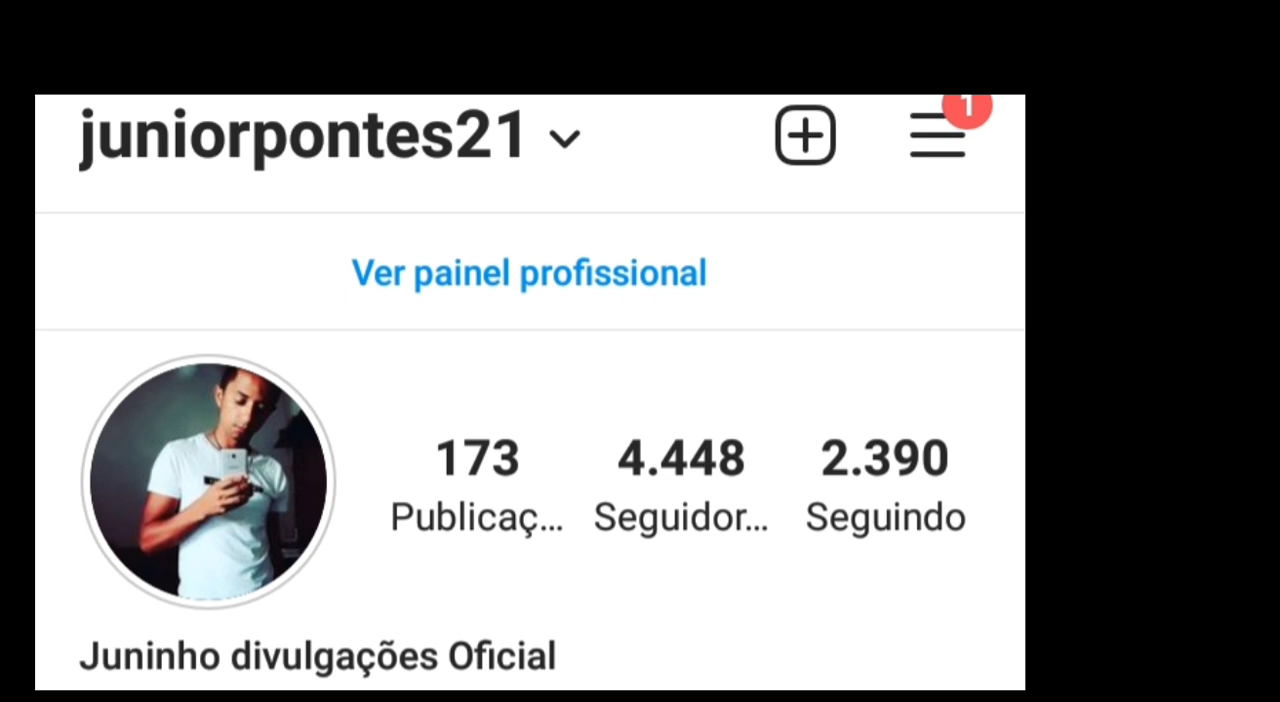 juniorpontes21
1
Ver painel profissional
173 4.448 2.390
Publicaç... Seguidor... Seguindo
Juninho divulgações Oficial